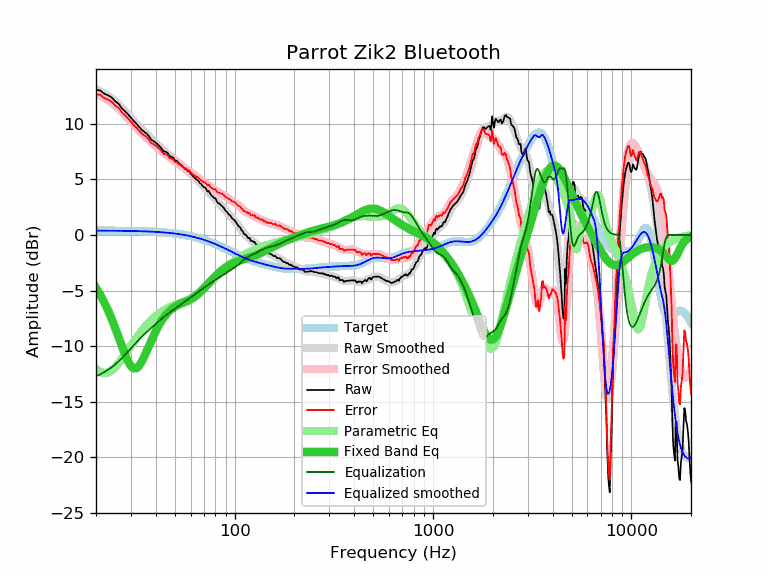 Parrot Zik2 Bluetooth
Amplitude (dBr)
10
5
0
−5
−10
−15
−20
−25
Target
Raw Smoothed
Error Smoothed
Raw
Error
Parametric Eq
Fixed Band Eq
Equalization
Equalized smoothed
100
1000
10000
Frequency (Hz)